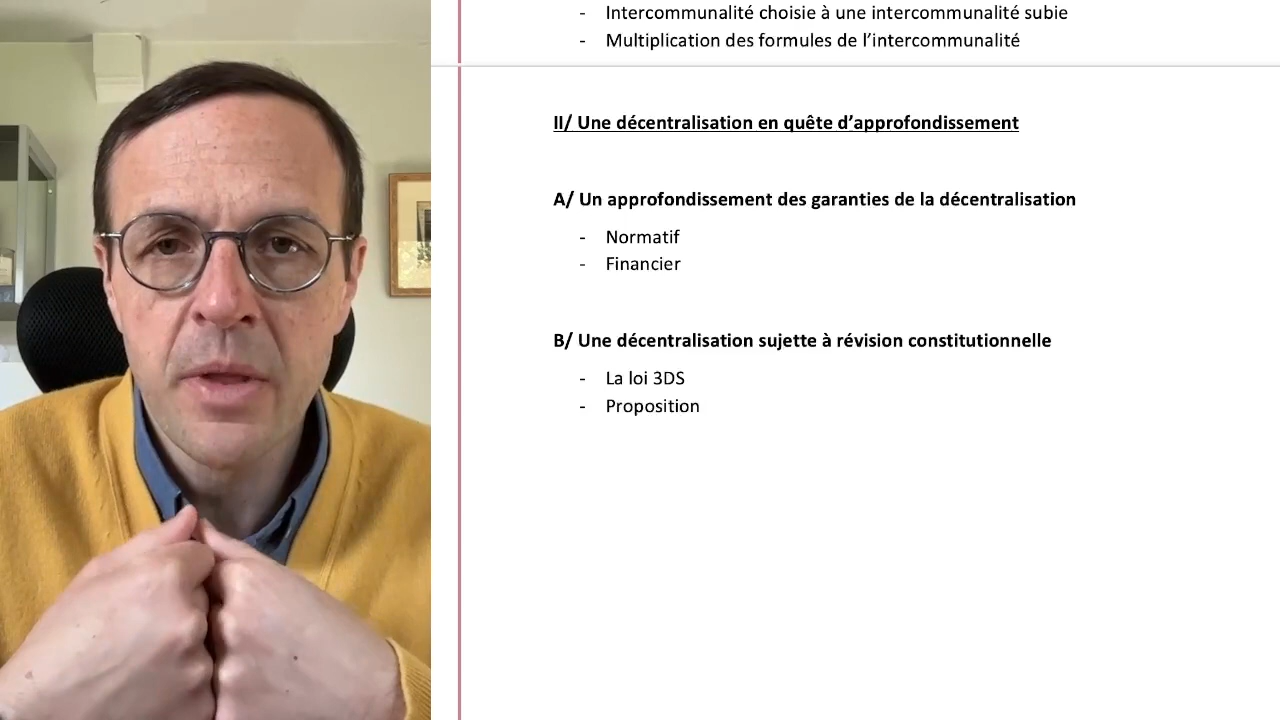 - Intercommunalité choisie à une intercommunalité subie
- Multiplication des formules de l’intercommunalité
II/ Une décentralisation en quête d’approfondissement
A/ Un approfondissement des garanties de la décentralisation
- Normatif
- Financier
B/ Une décentralisation sujette à révision constitutionnelle
- La loi 3DS
- Proposition